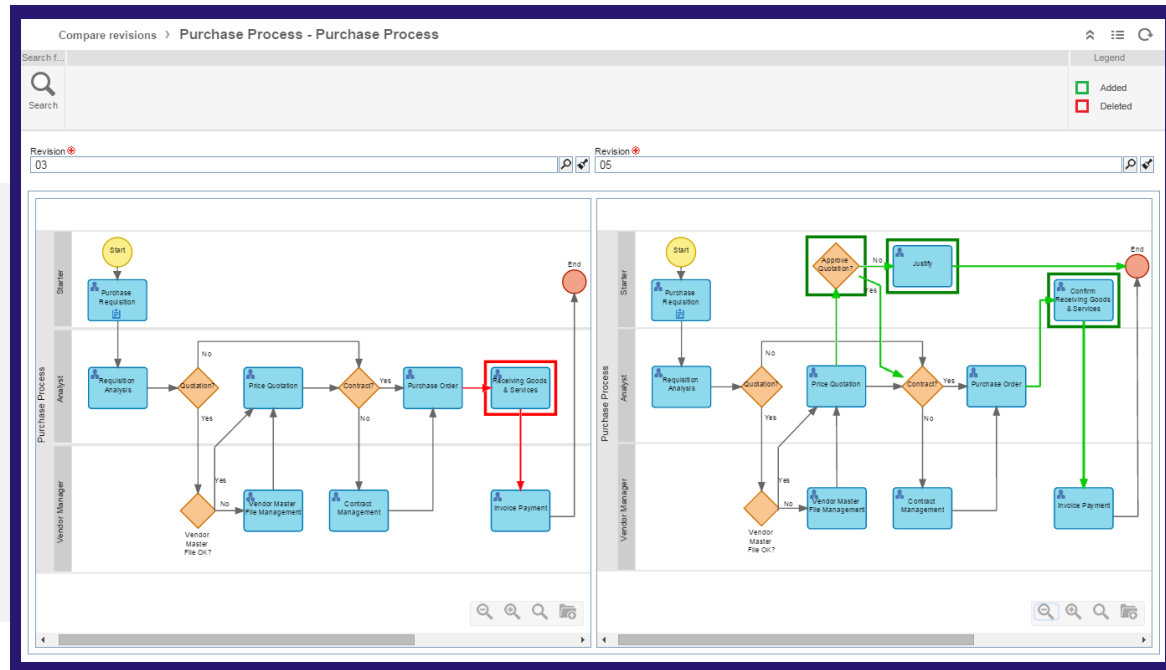 Compare revisions > Purchase Process - Purchase Process
Search f...
Legend
Search
Added
Deleted
Revision
03
Revision
05
Purchase Process
Starter
Analyst
Vendor Manager
Start
Purchase
Requisition
End
Requisition
Analysis
Quotation?
No
Yes
Price Quotation
Contract?
Yes
No
Purchase Order
Receiving Goods
& Services
Vendor
Master
File OK?
Yes
No
Vendor Master
File Management
Contract
Management
Invoice Payment
Purchase Process
Starter
Analyst
Vendor Manager
Start
Purchase
Requisition
Approve
Quotation?
No
Yes
Justify
End
Confirm
Receiving Goods
& Services
Requisition
Analysis
Quotation?
No
Yes
Price Quotation
Contract?
Yes
No
Purchase Order
Vendor
Master
File OK?
Yes
No
Vendor Master
File Management
Contract
Management
Invoice Payment